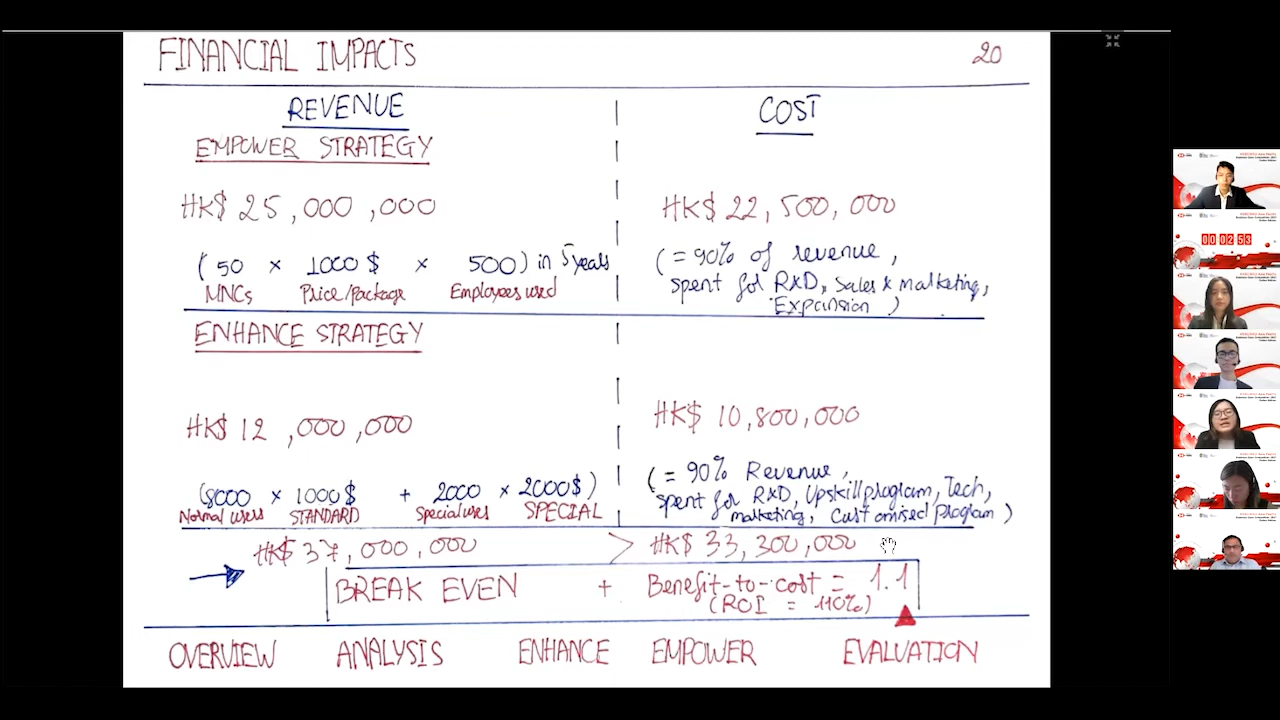 FINANCIAL IMPACTS
20
REVENUE
COST
EMPOWER STRATEGY
HK$ 25,000,000
HK$ 22,500,000
(50 x 1000$ x 500) in 5 years
MNCs Price/Package Employees used
(= 90% of revenue,
spent for R&D, Sales & marketing,
Expansion)
ENHANCE STRATEGY
HK$ 12,000,000
HK$ 10,800,000
(8000 x 1000$ + 2000 x 2000$)
Normal users STANDARD Special uses SPECIAL
(= 90% Revenue,
spent for R&D, Upskill program, Tech,
marketing, Customised program)
HK$ 37,000,000 > HK$ 33,300,000
BREAK EVEN + Benefit-to-cost = 1.1
(ROI = 110%)
OVERVIEW ANALYSIS ENHANCE EMPOWER EVALUATION
00 02 53